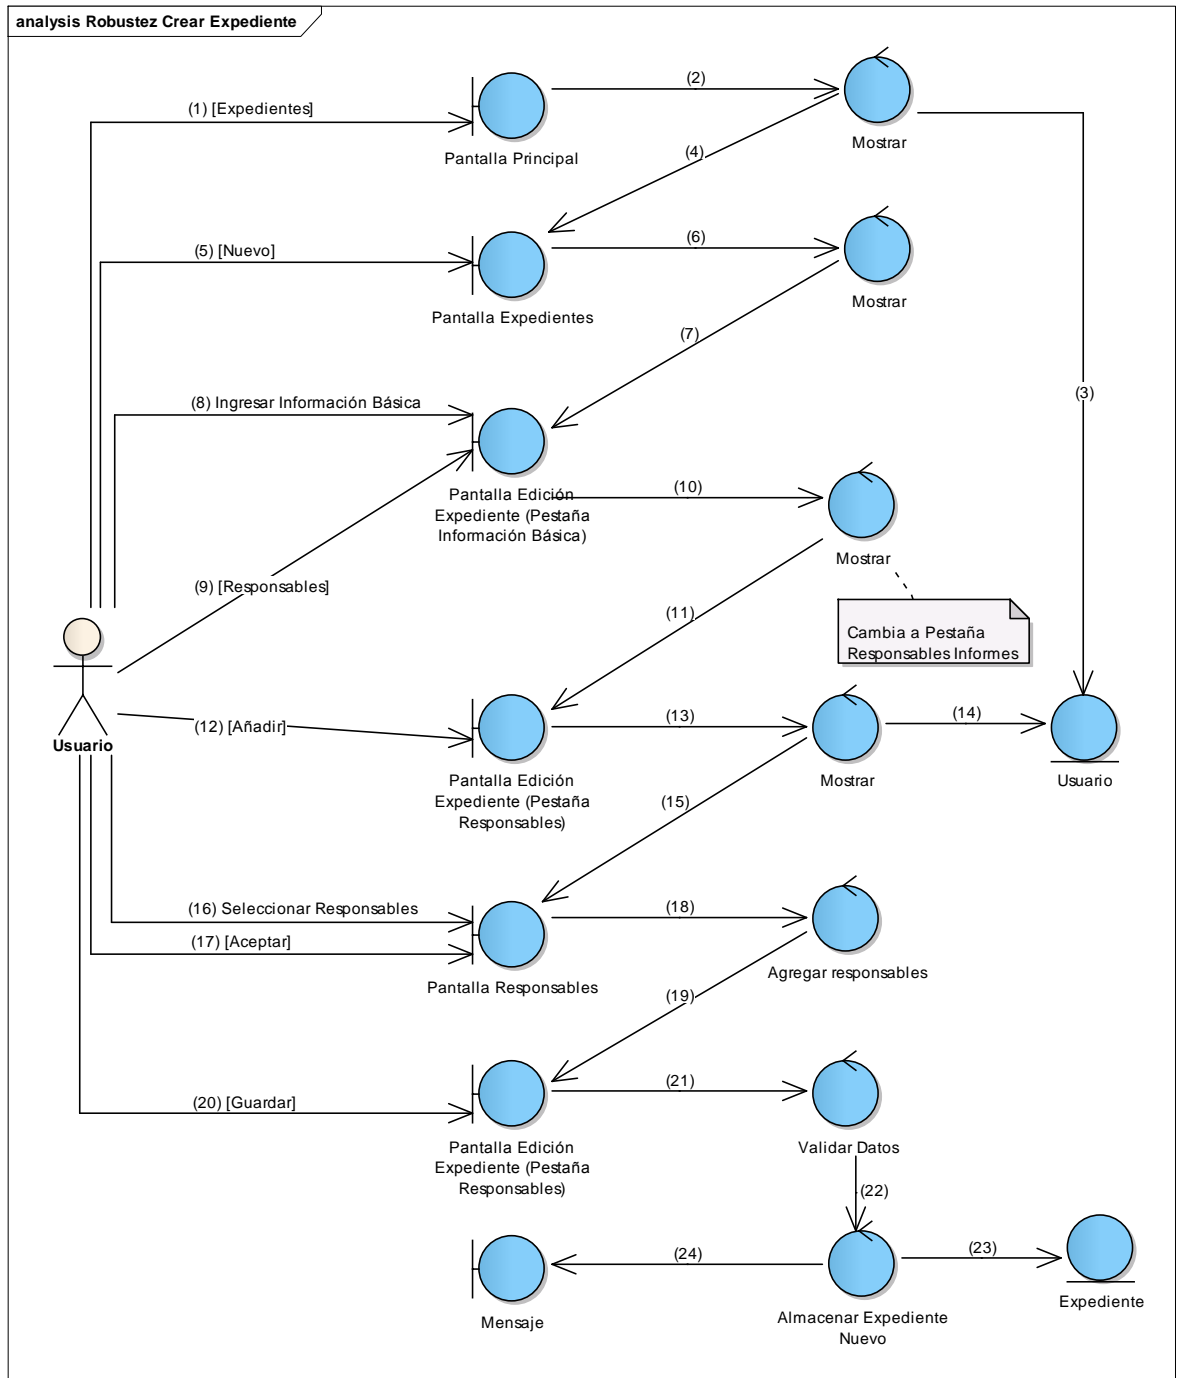 analysis Robustez Crear Expediente
(1) [Expedientes]
(2)
Pantalla Principal
Mostrar
(4)
(5) [Nuevo]
(6)
Pantalla Expedientes
Mostrar
(7)
(3)
(8) Ingresar Información Básica
Pantalla Edición
Expediente (Pestaña
Información Básica)
(10)
Mostrar
(9) [Responsables]
(11)
Cambia a Pestaña
Responsables Informes
Usuario
(12) [Añadir]
(13)
(14)
Pantalla Edición
Expediente (Pestaña
Responsables)
Mostrar
Usuario
(15)
(16) Seleccionar Responsables
(17) [Aceptar]
(18)
Pantalla Responsables
Agregar responsables
(19)
(20) [Guardar]
(21)
Pantalla Edición
Expediente (Pestaña
Responsables)
Validar Datos
(22)
(24)
(23)
Mensaje
Almacenar Expediente
Nuevo
Expediente